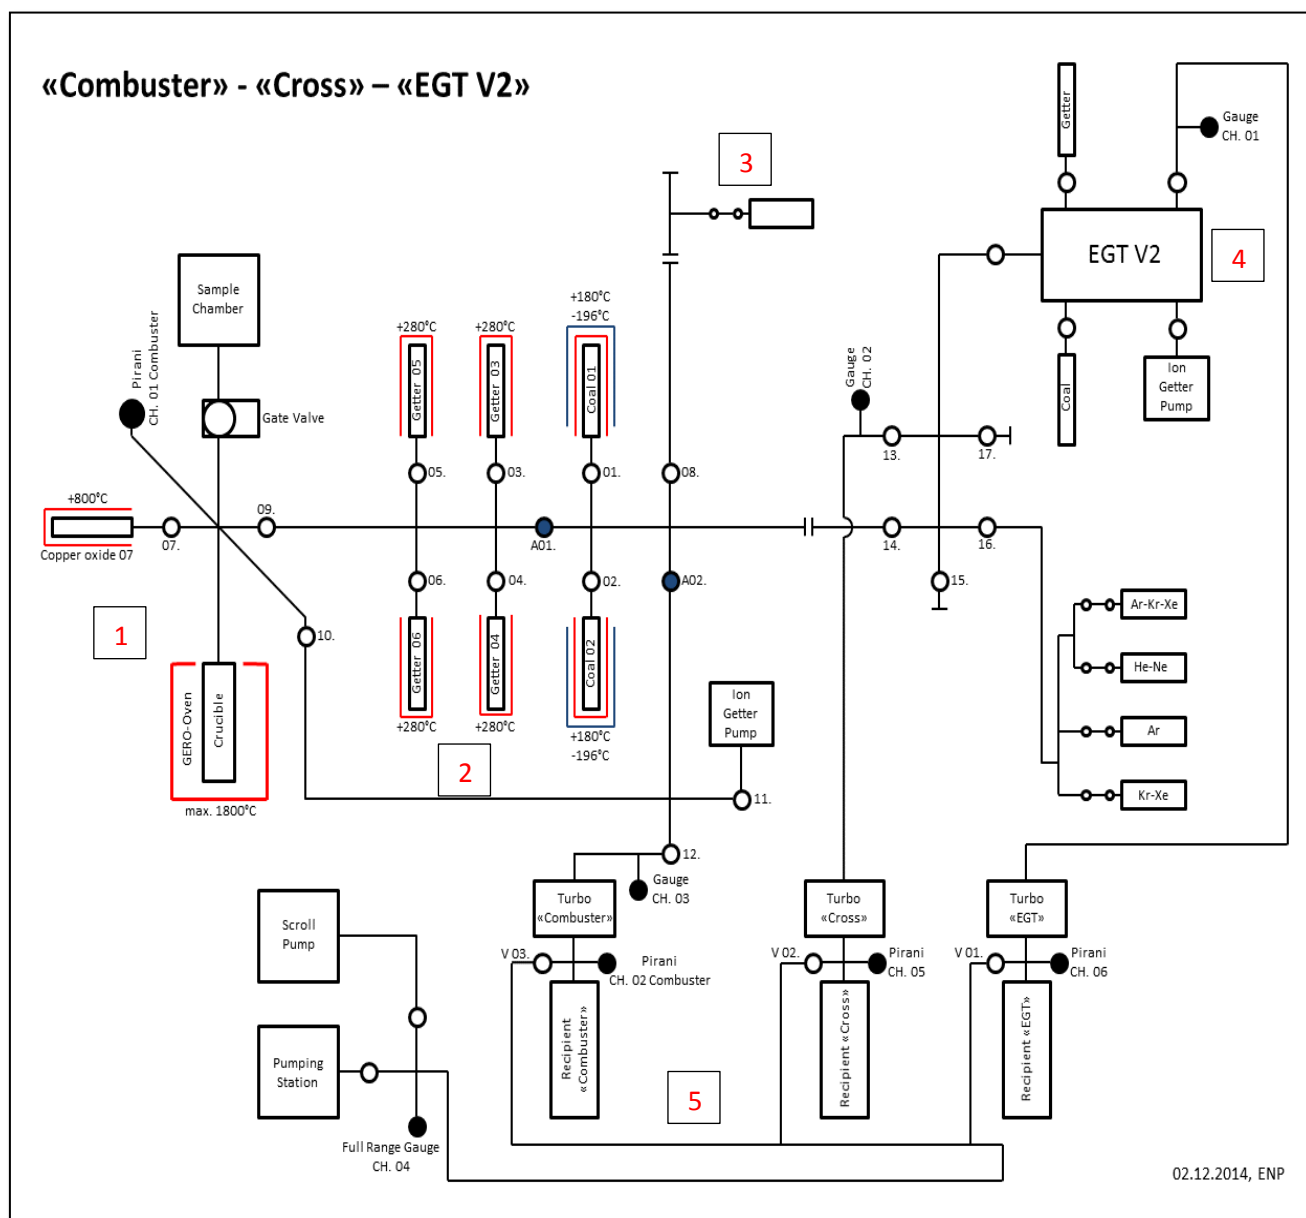 «Combuster» - «Cross» – «EGT V2»
3
Getter
Gauge
CH. 01
EGT V2
4
Sample
Chamber
Pirani
CH. 01 Combuster
Gate Valve
+280°C
+280°C
+180°C
-196°C
Getter 05
Getter 03
Coal 01
Gauge
CH. 02
Coal
Ion
Getter
Pump
05.
03.
01.
08.
13.
17.
+800°C
Copper oxide 07
07.
09.
A01.
14.
16.
06.
04.
02.
A02.
15.
1
10.
Getter 06
Getter 04
Coal 02
+280°C
+280°C
+180°C
-196°C
GERO-Oven
Crucible
max. 1800°C
2
Ion
Getter
Pump
11.
Ar-Kr-Xe
He-Ne
Ar
Kr-Xe
12.
Gauge
CH. 03
Turbo
«Combuster»
Turbo
«Cross»
Turbo
«EGT»
Scroll
Pump
V 03.
Pirani
CH. 02 Combuster
V 02.
Pirani
CH. 05
V 01.
Pirani
CH. 06
Recipient
«Combuster»
Recipient «Cross»
Recipient «EGT»
Pumping
Station
5
Full Range Gauge
CH. 04
02.12.2014, ENP